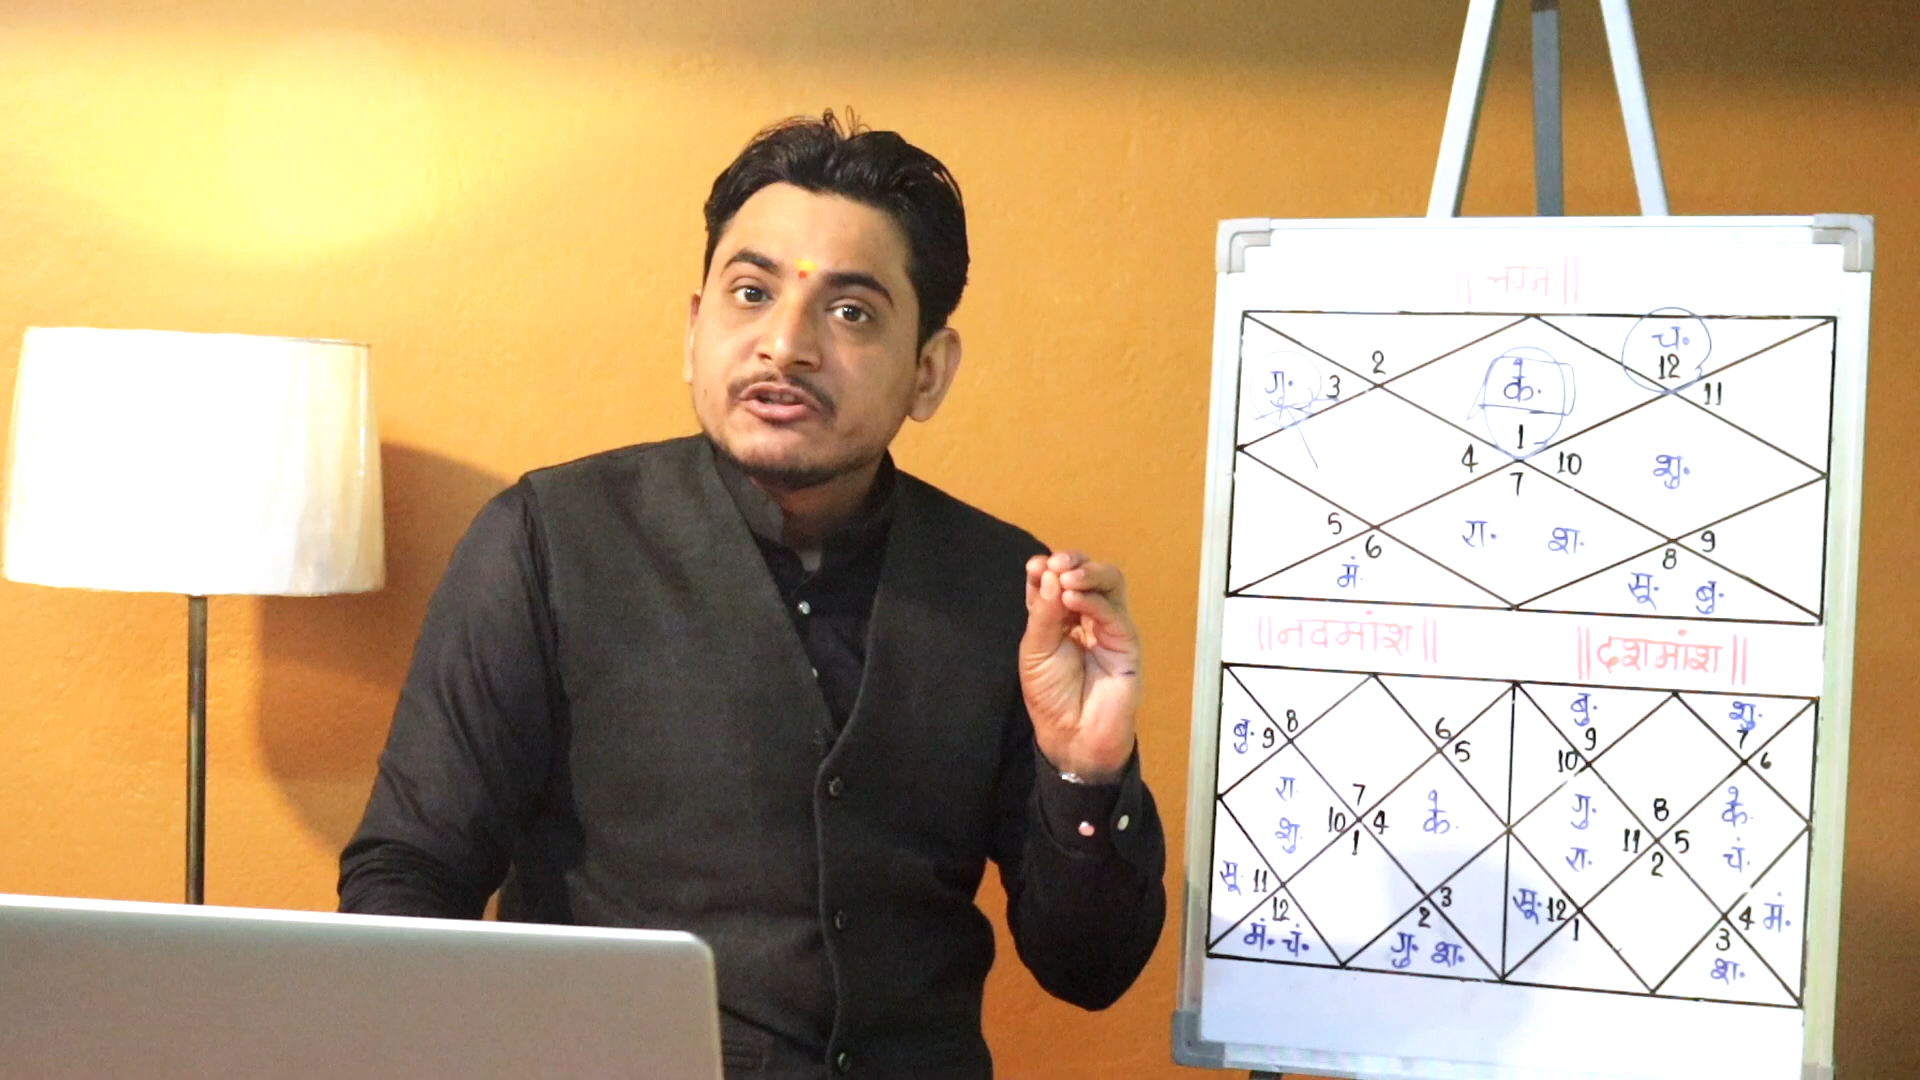 || लग्न ||
चं.
गु. 3 2 के. 12 11
1
4 10 शु.
7
5 6 रा. श. 8 9
मं. सू. बु.
|| नवमांश || || दशमांश ||
बु. 9 8 6 5
रा. 7 के.
शु. 10 4
1
सू. 11
12 2 3
मं. चं. गु. श.
बु. शु.
10 9 7 6
गु. 8 के.
रा. 11 5 चं.
2
सू. 12 1 4 मं.
3
श.